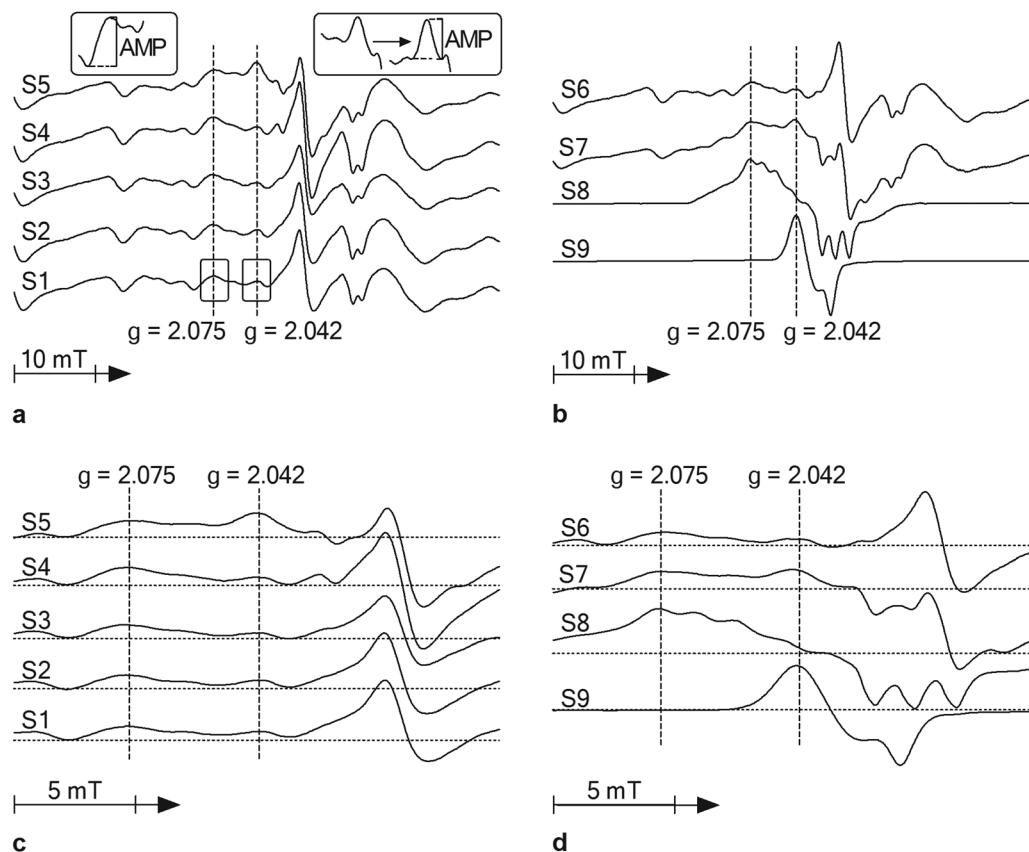 AMP
AMP
S5
S4
S3
S2
S1
g = 2.075
g = 2.042
10 mT
a
S6
S7
S8
S9
g = 2.075
g = 2.042
10 mT
b
g = 2.075
g = 2.042
S5
S4
S3
S2
S1
5 mT
c
g = 2.075
g = 2.042
S6
S7
S8
S9
5 mT
d